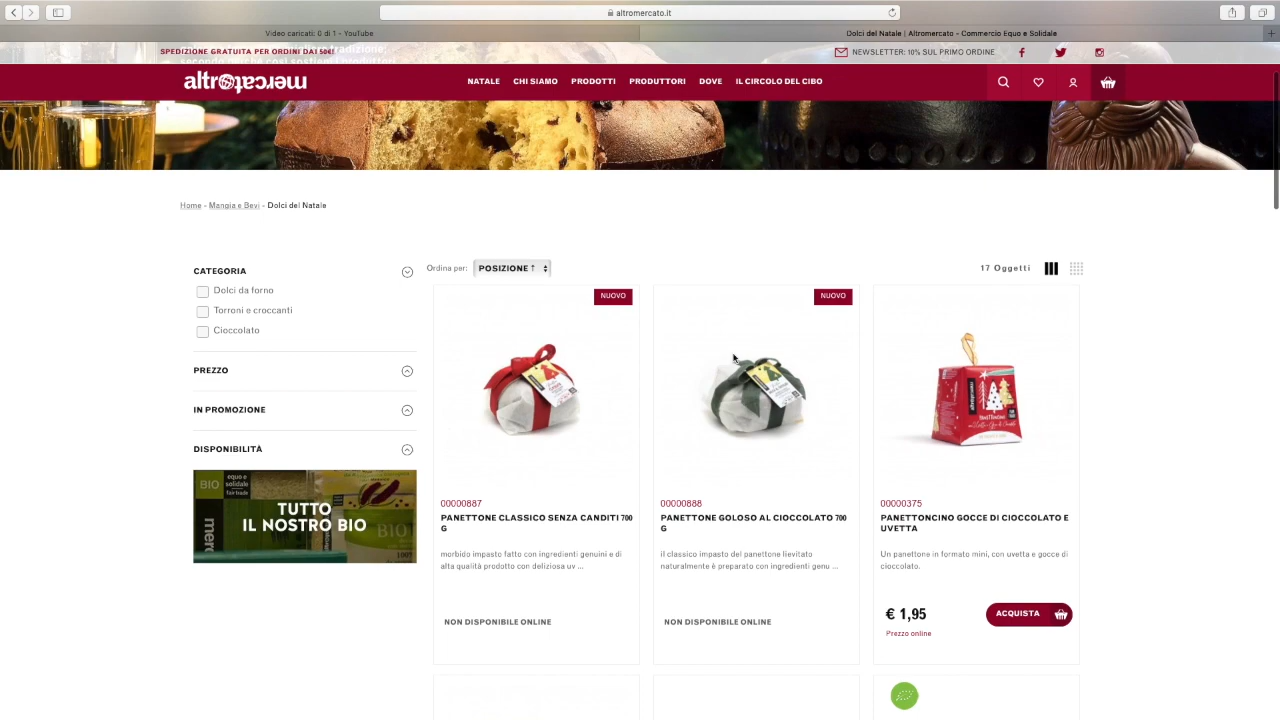 altromercato.it
Video caricati: 0 di 1 - YouTube
Dolci del Natale | Altromercato - Commercio Equo e Solidale
SPEDIZIONE GRATUITA PER ORDINI DAI 50€!
NEWSLETTER: 10% SUL PRIMO ORDINE
altromercato
NATALE
CHI SIAMO
PRODOTTI
PRODUTTORI
DOVE
IL CIRCOLO DEL CIBO
Home - Mangia e Bevi - Dolci del Natale
CATEGORIA
Dolci da forno
Torroni e croccanti
Cioccolato
PREZZO
IN PROMOZIONE
DISPONIBILITÀ
BIO
equo e
solidale
fairtrade
TUTTO
IL NOSTRO BIO
BIO
Ordina per:
POSIZIONE ↑
17 Oggetti
NUOVO
00000887
PANETTONE CLASSICO SENZA CANDITI 700
G
morbido impasto fatto con ingredienti genuini e di
alta qualità prodotto con deliziosa uv ...
NON DISPONIBILE ONLINE
NUOVO
00000888
PANETTONE GOLOSO AL CIOCCOLATO 700
G
il classico impasto del panettone lievitato
naturalmente è preparato con ingredienti genu ...
NON DISPONIBILE ONLINE
00000375
PANETTONCINO GOCCE DI CIOCCOLATO E
UVETTA
Un panettone in formato mini, con uvetta e gocce di
cioccolato.
€ 1,95
Prezzo online
ACQUISTA